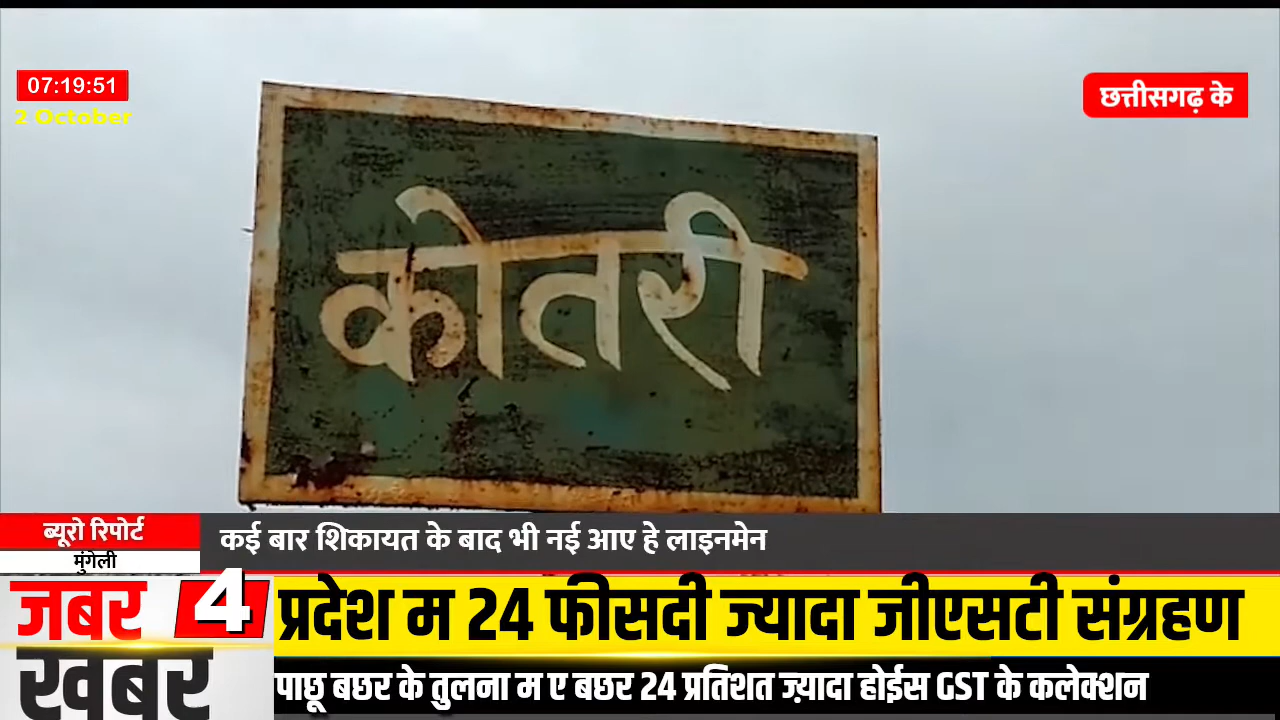 07:19:51
2 October
छत्तीसगढ़ के
कोतरी
ब्यूरो रिपोर्ट
मुंगेली
कई बार शिकायत के बाद भी नई आए हे लाइनमेन
जबर 4
खबर
प्रदेश म 24 फीसदी ज्यादा जीएसटी संग्रहण
पाछू बछर के तुलना म ए बछर 24 प्रतिशत ज़्यादा होईस GST के कलेक्शन